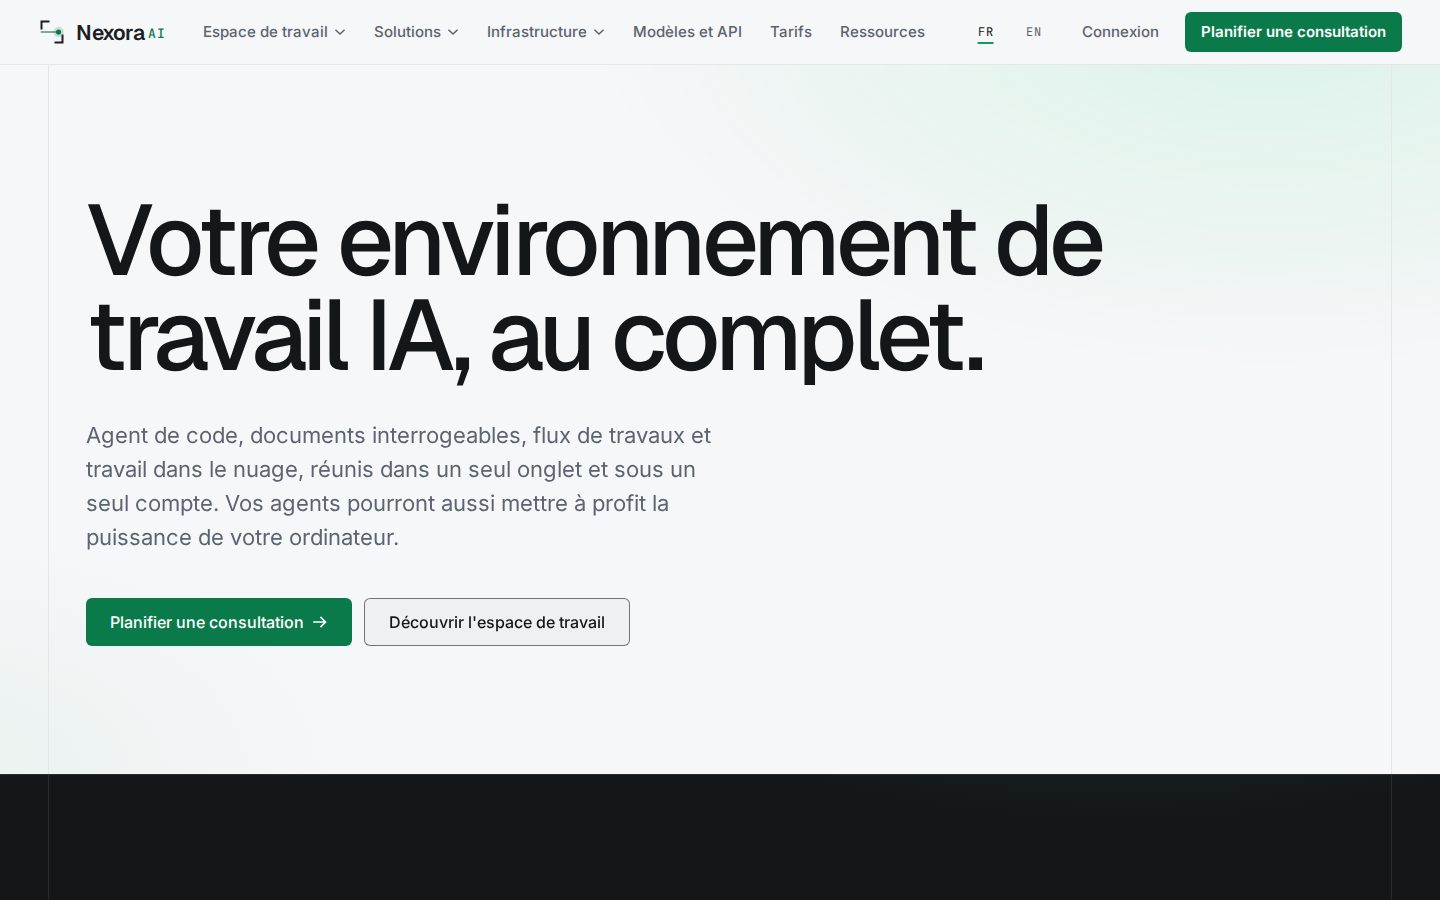 Nexora AI
Espace de travail
Solutions
Infrastructure
Modèles et API
Tarifs
Ressources
FR
EN
Connexion
Planifier une consultation
Votre environnement de
travail IA, au complet.
Agent de code, documents interrogeables, flux de travaux et
travail dans le nuage, réunis dans un seul onglet et sous un
seul compte. Vos agents pourront aussi mettre à profit la
puissance de votre ordinateur.
Planifier une consultation →
Découvrir l'espace de travail